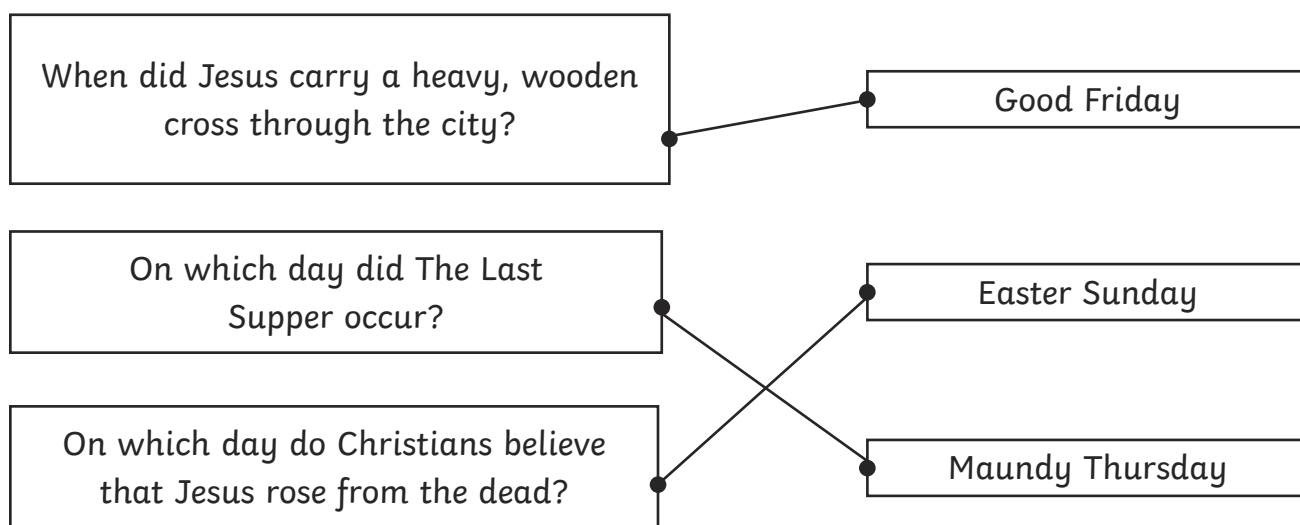 When did Jesus carry a heavy, wooden
cross through the city?
Good Friday
On which day did The Last
Supper occur?
Easter Sunday
On which day do Christians believe
that Jesus rose from the dead?
Maundy Thursday